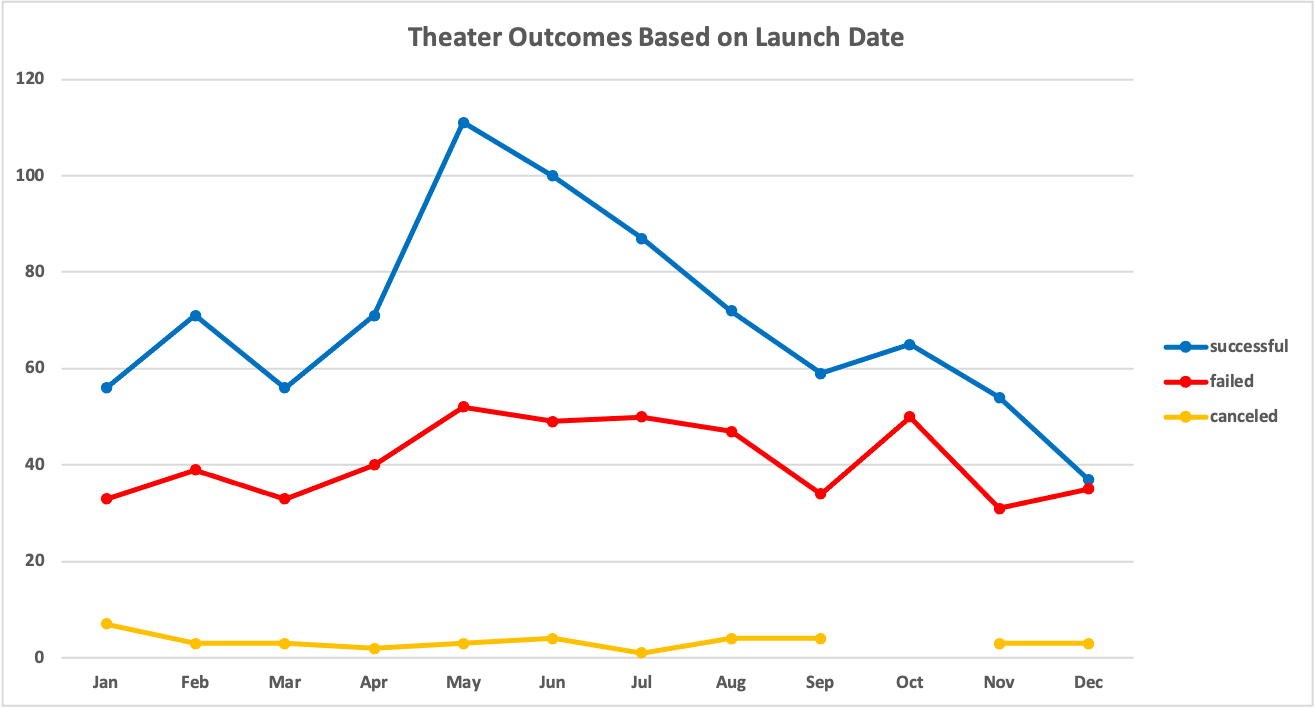 Theater Outcomes Based on Launch Date
120
100
80
60
40
20
0
Jan Feb Mar Apr May Jun Jul Aug Sep Oct Nov Dec
successful
failed
canceled